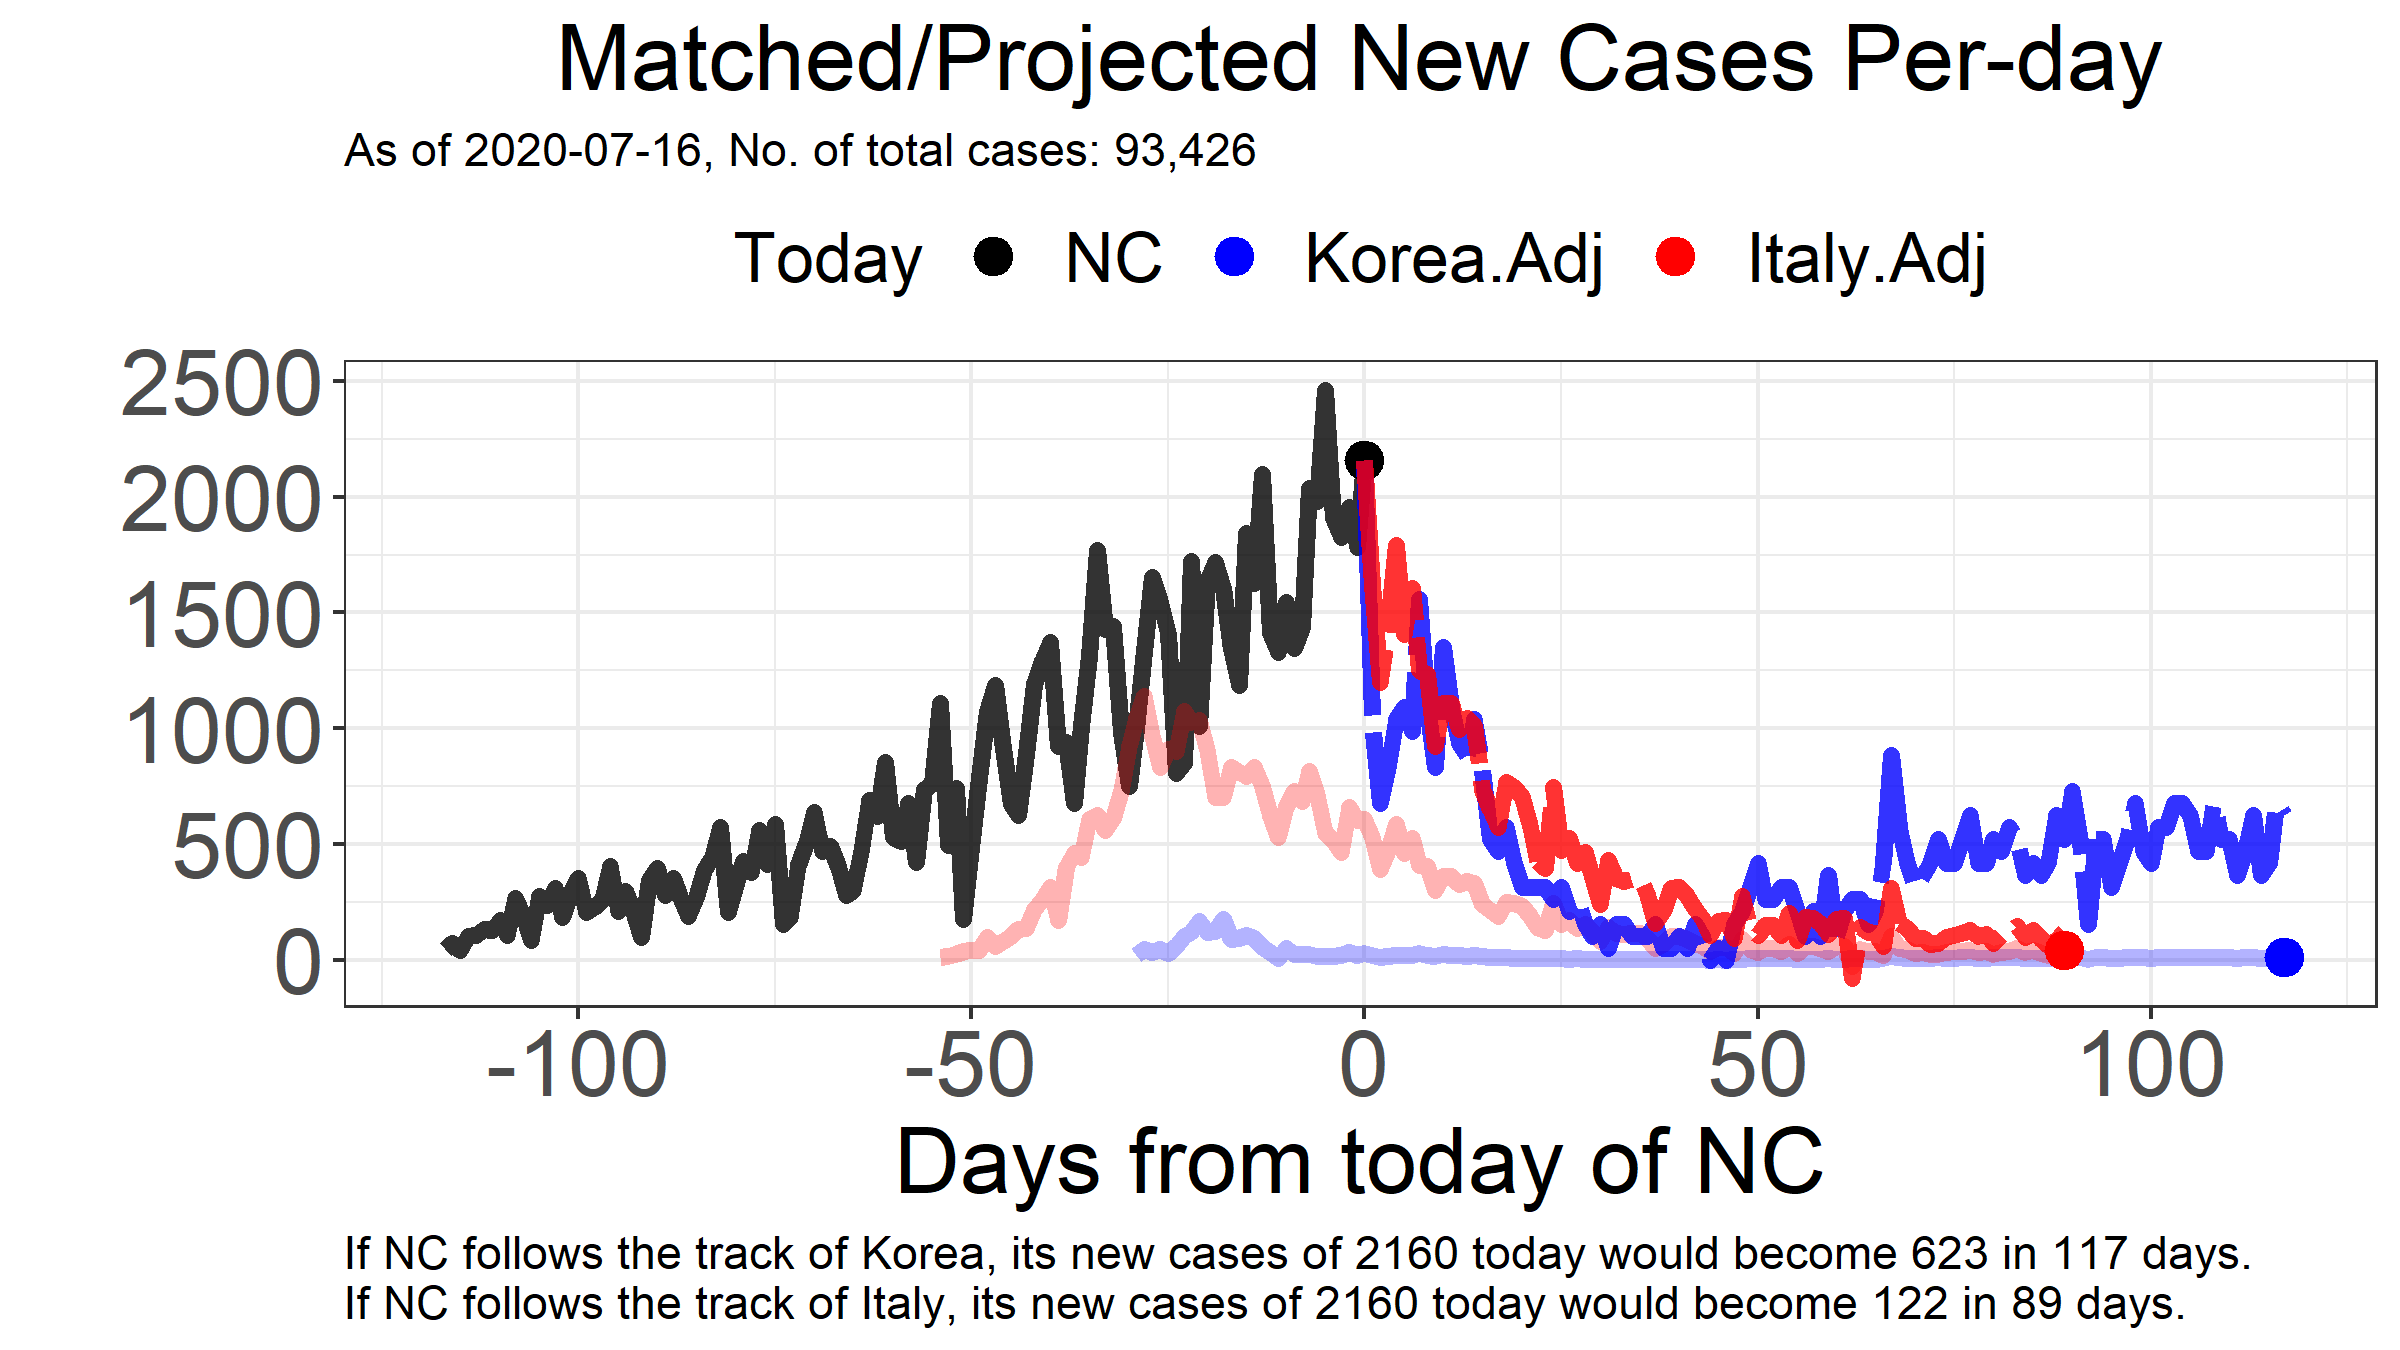 Matched/Projected New Cases Per-day
As of 2020-07-16, No. of total cases: 93,426
Today NC Korea.Adj Italy.Adj
2500
2000
1500
1000
500
0
-100 -50 0 50 100
Days from today of NC
If NC follows the track of Korea, its new cases of 2160 today would become 623 in 117 days.
If NC follows the track of Italy, its new cases of 2160 today would become 122 in 89 days.